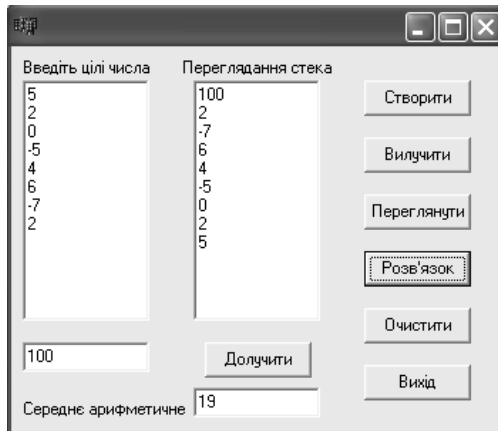 Введіть цілі числа
5
2
0
-5
4
6
-7
2
Переглядання стека
100
2
-7
6
4
-5
0
2
5
Створити
Вилучити
Переглянути
Розв'язок
Очистити
Вихід
100
Долучити
Середнє арифметичне
19